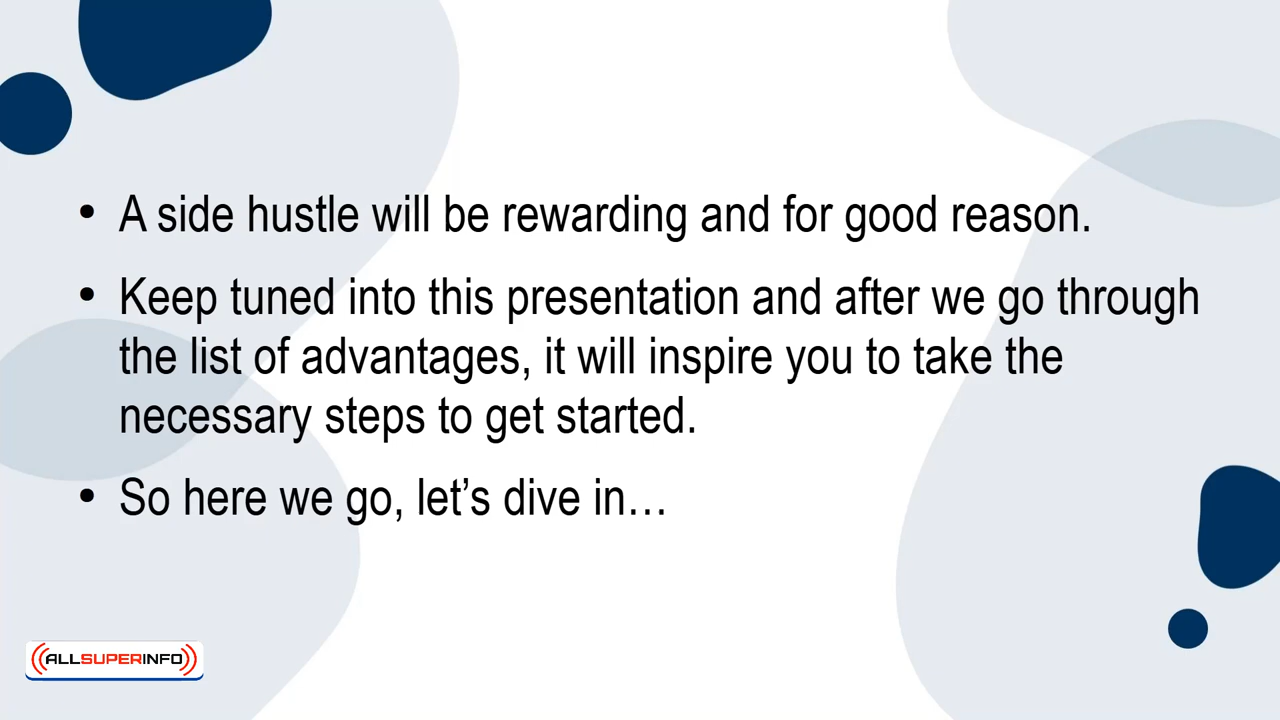 • A side hustle will be rewarding and for good reason.
• Keep tuned into this presentation and after we go through
the list of advantages, it will inspire you to take the
necessary steps to get started.
• So here we go, let’s dive in…
ALLSUPERINFO